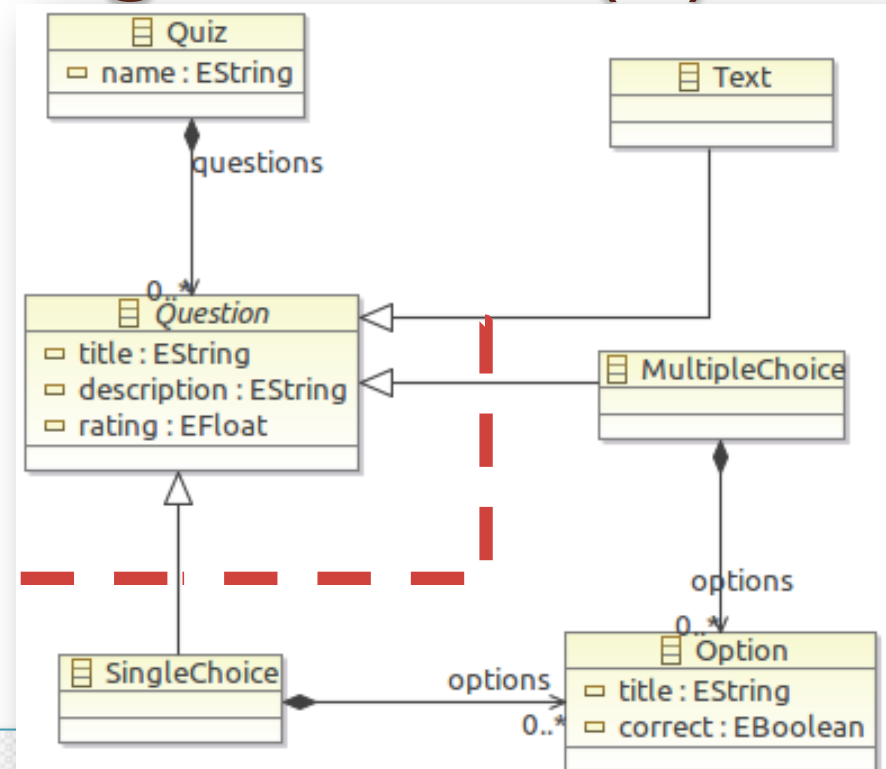 Quiz
name : EString
questions
0..*
Text
Question
title : EString
description : EString
rating : EFloat
MultipleChoice
options
0..*
SingleChoice
options
0..*
Option
title : EString
correct : EBoolean